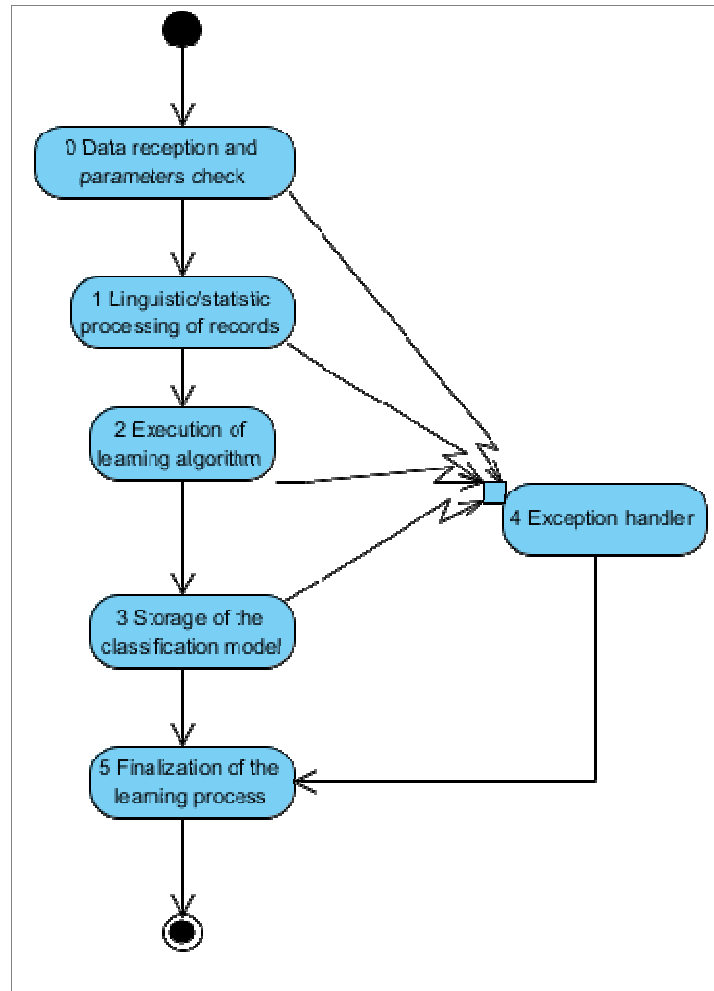 0 Data reception and
parameters check
1 Linguistic/statistic
processing of records
2 Execution of
learning algorithm
4 Exception handler
3 Storage of the
classification model
5 Finalization of the
learning process